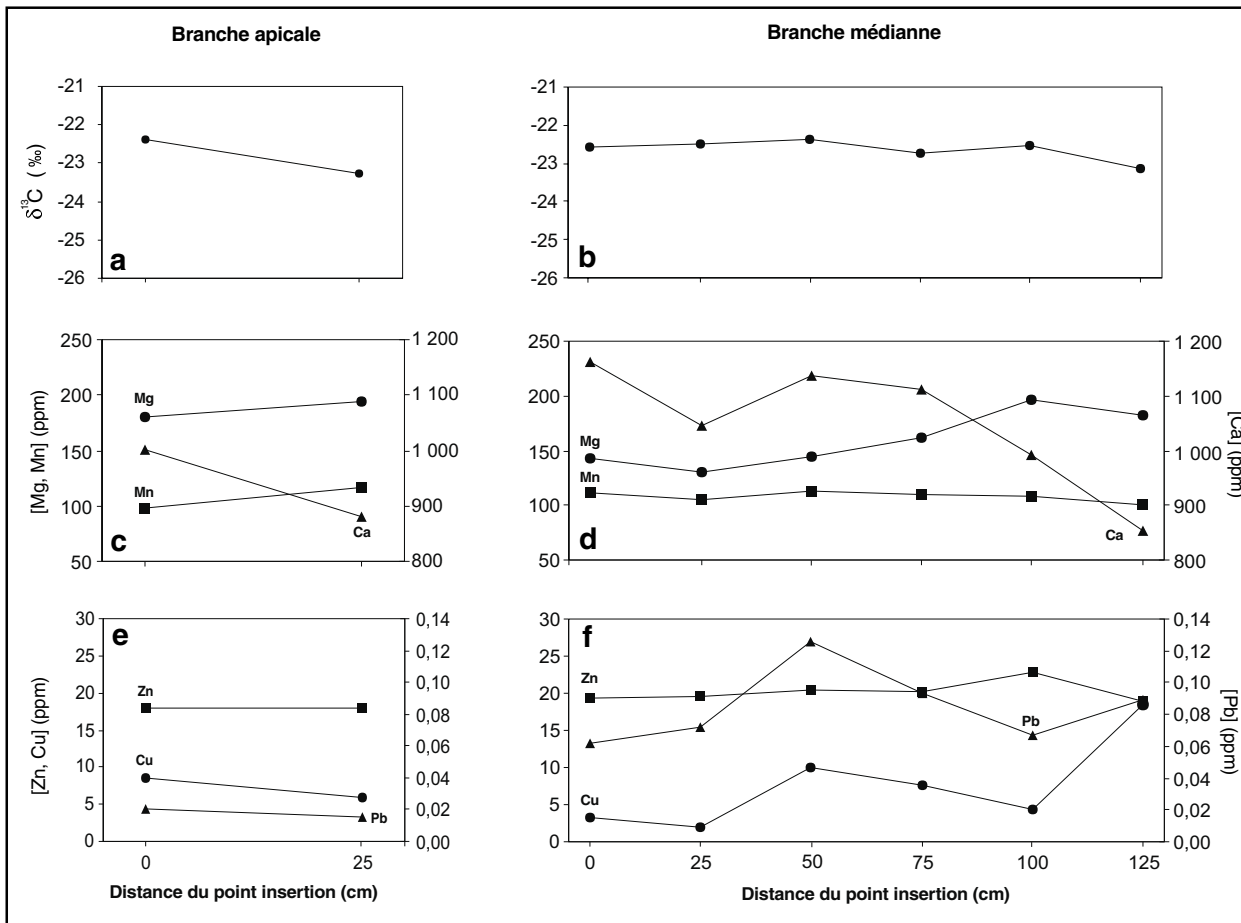 Branche apicale
Branche médianne
-21
-22
-23
-24
-25
-26
δ¹³C (‰)
a
-21
-22
-23
-24
-25
-26
b
250
200
150
100
50
[Mg, Mn] (ppm)
1 200
1 100
1 000
900
800
Mg
Mn
Ca
c
250
200
150
100
50
1 200
1 100
1 000
900
800
[Ca] (ppm)
Mg
Mn
Ca
d
30
25
20
15
10
5
0
[Zn, Cu] (ppm)
0,14
0,12
0,10
0,08
0,06
0,04
0,02
0,00
e
Zn
Cu
Pb
0 25
Distance du point insertion (cm)
30
25
20
15
10
5
0
0,14
0,12
0,10
0,08
0,06
0,04
0,02
0,00
[Pb] (ppm)
f
Zn
Pb
Cu
0 25 50 75 100 125
Distance du point insertion (cm)